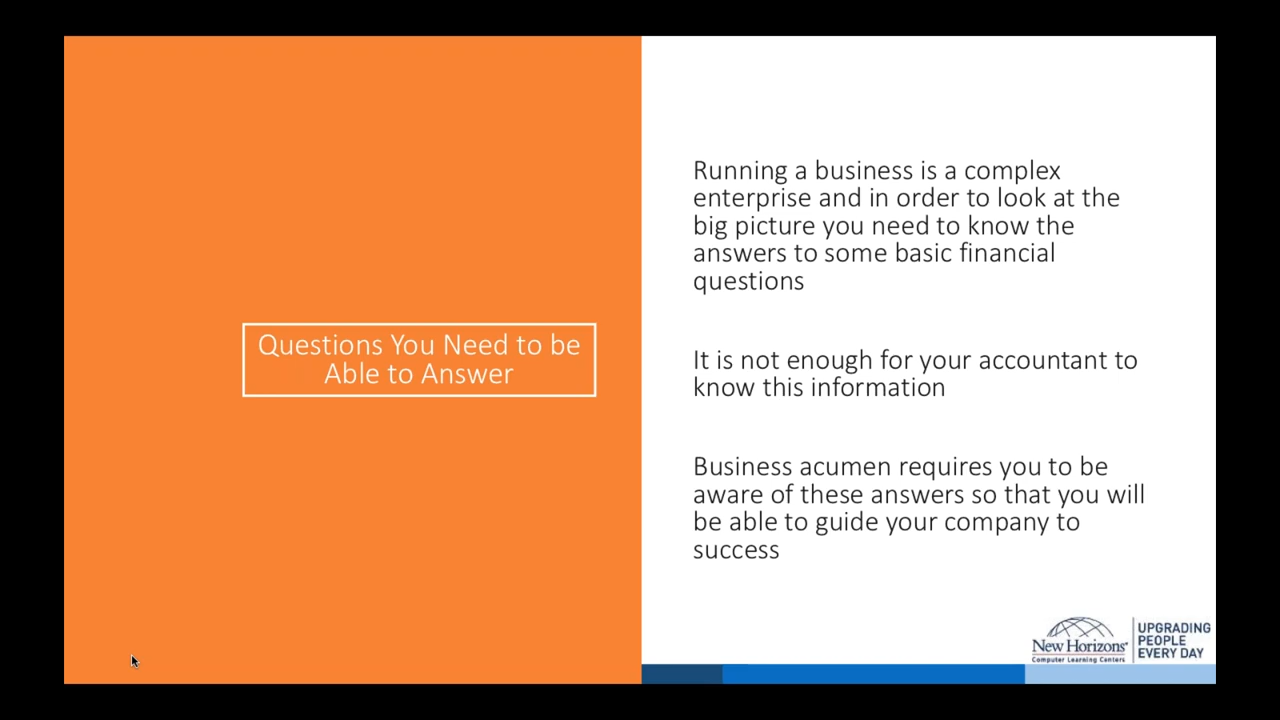 Questions You Need to be
Able to Answer
Running a business is a complex
enterprise and in order to look at the
big picture you need to know the
answers to some basic financial
questions
It is not enough for your accountant to
know this information
Business acumen requires you to be
aware of these answers so that you will
be able to guide your company to
success
New Horizons®
Computer Learning Centers
UPGRADING
PEOPLE
EVERY DAY